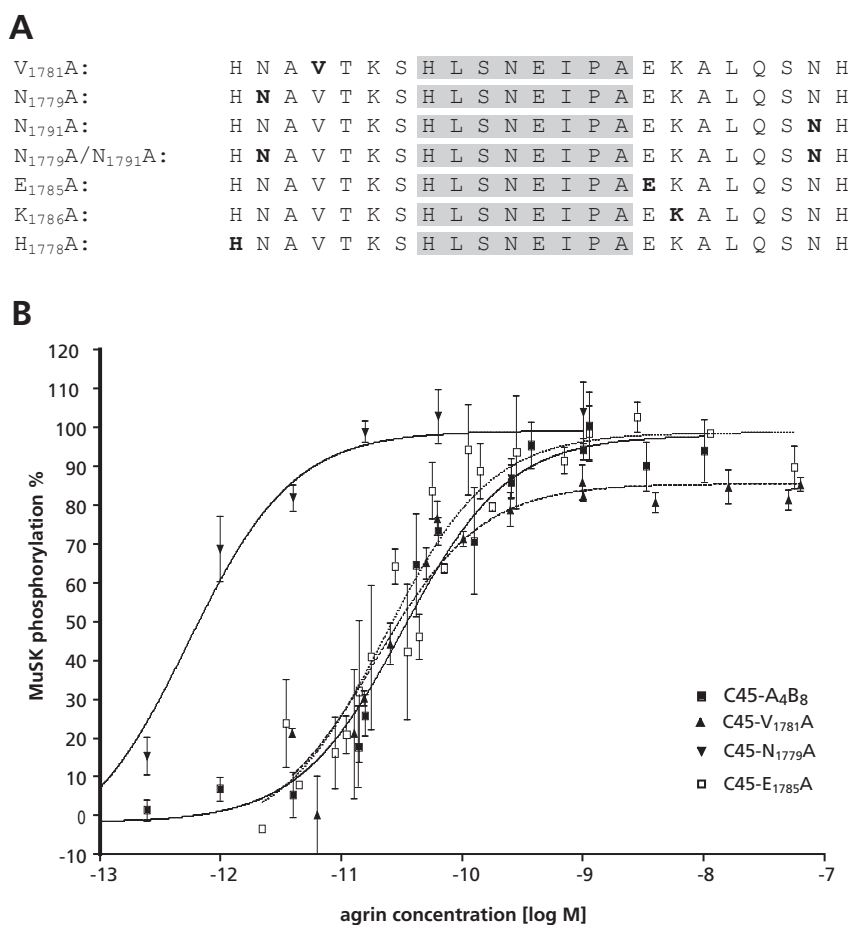 A
V₁₇₈₁A: H N A V T K S H L S N E I P A E K A L Q S N H
N₁₇₇₉A: H N A V T K S H L S N E I P A E K A L Q S N H
N₁₇₉₁A: H N A V T K S H L S N E I P A E K A L Q S N H
N₁₇₇₉A/N₁₇₉₁A: H N A V T K S H L S N E I P A E K A L Q S N H
E₁₇₈₅A: H N A V T K S H L S N E I P A E K A L Q S N H
K₁₇₈₆A: H N A V T K S H L S N E I P A E K A L Q S N H
H₁₇₇₈A: H N A V T K S H L S N E I P A E K A L Q S N H
B
MuSK phosphorylation %
120
110
100
90
80
70
60
50
40
30
20
10
0
-10
C45-A₄B₈
C45-V₁₇₈₁A
C45-N₁₇₇₉A
C45-E₁₇₈₅A
-13 -12 -11 -10 -9 -8 -7
agrin concentration [log M]